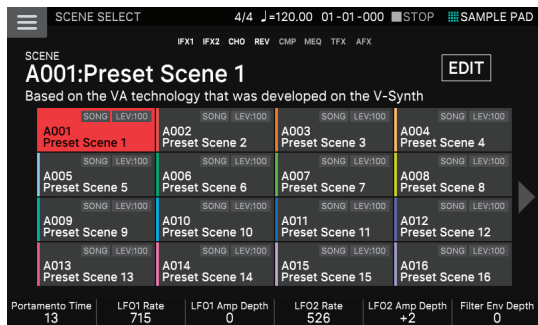 SCENE SELECT 4/4 ♩=120.00 01-01-000 STOP SAMPLE PAD
IFX1 IFX2 CHO REV CMP MEQ TFX AFX
SCENE
A001:Preset Scene 1 EDIT
Based on the VA technology that was developed on the V-Synth
SONG LEV:100 SONG LEV:100 SONG LEV:100 SONG LEV:100
A001 A002 A003 A004
Preset Scene 1 Preset Scene 2 Preset Scene 3 Preset Scene 4
SONG LEV:100 SONG LEV:100 SONG LEV:100 SONG LEV:100
A005 A006 A007 A008
Preset Scene 5 Preset Scene 6 Preset Scene 7 Preset Scene 8
SONG LEV:100 SONG LEV:100 SONG LEV:100 SONG LEV:100
A009 A010 A011 A012
Preset Scene 9 Preset Scene 10 Preset Scene 11 Preset Scene 12
SONG LEV:100 SONG LEV:100 SONG LEV:100 SONG LEV:100
A013 A014 A015 A016
Preset Scene 13 Preset Scene 14 Preset Scene 15 Preset Scene 16
Portamento Time LFO1 Rate LFO1 Amp Depth LFO2 Rate LFO2 Amp Depth Filter Env Depth
13 715 0 526 +2 0